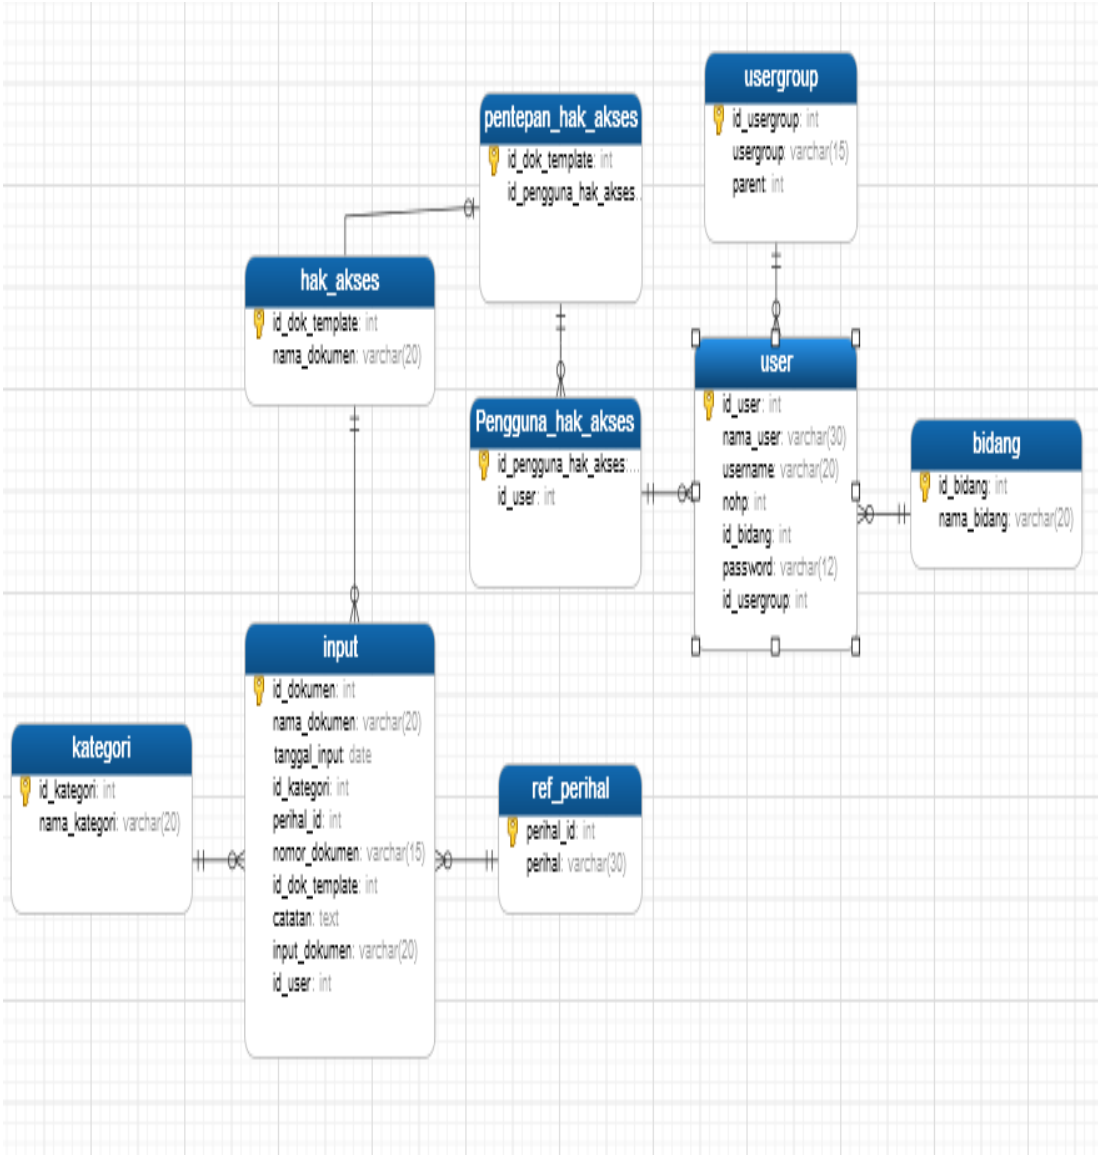 usergroup
id_usergroup: int
usergroup: varchar(15)
parent: int
pentepan_hak_akses
id_dok_template: int
id_pengguna_hak_akses...
hak_akses
id_dok_template: int
nama_dokumen: varchar(20)
Pengguna_hak_akses
id_pengguna_hak_akses:...
id_user: int
user
id_user: int
nama_user: varchar(30)
username: varchar(20)
nohp: int
id_bidang: int
password: varchar(12)
id_usergroup: int
bidang
id_bidang: int
nama_bidang: varchar(20)
input
id_dokumen: int
nama_dokumen: varchar(20)
tanggal_input: date
id_kategori: int
perihal_id: int
nomor_dokumen: varchar(15)
id_dok_template: int
catatan: text
input_dokumen: varchar(20)
id_user: int
kategori
id_kategori: int
nama_kategori: varchar(20)
ref_perihal
perihal_id: int
perihal: varchar(30)